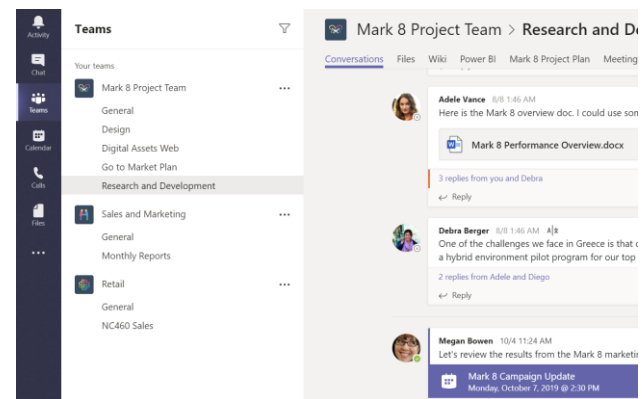 Activity
Chat
Teams
Calendar
Calls
Files
Teams
Your teams
Mark 8 Project Team
General
Design
Digital Assets Web
Go to Market Plan
Research and Development
Sales and Marketing
General
Monthly Reports
Retail
General
NC460 Sales
Mark 8 Project Team > Research and De
Conversations Files Wiki Power BI Mark 8 Project Plan Meeting
Adele Vance 8/8 1:46 AM
Here is the Mark 8 overview doc. I could use som
Mark 8 Performance Overview.docx
3 replies from you and Debra
Reply
Debra Berger 8/8 1:46 AM
One of the challenges we face in Greece is that
a hybrid environment pilot program for our top
2 replies from Adele and Diego
Reply
Megan Bowen 10/4 11:24 AM
Let's review the results from the Mark 8 marketin
Mark 8 Campaign Update
Monday, October 7, 2019 @ 2:30 PM